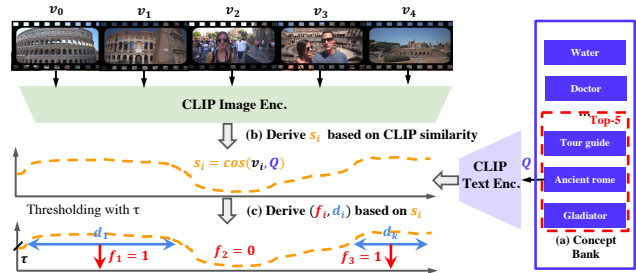 v₀ v₁ v₂ v₃ v₄
CLIP Image Enc.
(b) Derive sᵢ based on CLIP similarity
sᵢ = cos(vᵢ, Q)
Thresholding with τ
(c) Derive (fᵢ, dᵢ) based on sᵢ
τ
d₁
f₁ = 1
f₂ = 0
dₖ
f₃ = 1
CLIP
Text Enc.
Q
Water
Doctor
...
Top-5
Tour guide
Ancient rome
Gladiator
(a) Concept
Bank